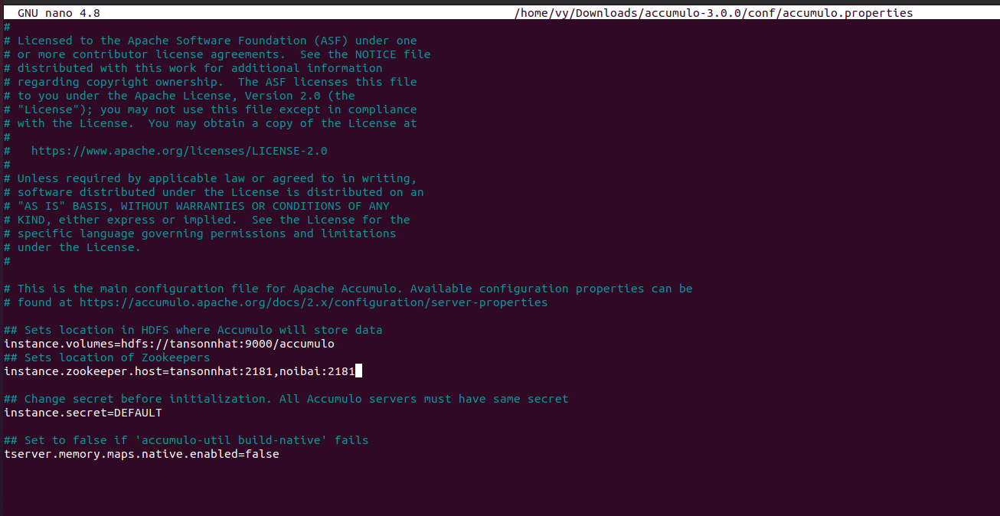 GNU nano 4.8 /home/vy/Downloads/accumulo-3.0.0/conf/accumulo.properties
#
# Licensed to the Apache Software Foundation (ASF) under one
# or more contributor license agreements.  See the NOTICE file
# distributed with this work for additional information
# regarding copyright ownership.  The ASF licenses this file
# to you under the Apache License, Version 2.0 (the
# "License"); you may not use this file except in compliance
# with the License.  You may obtain a copy of the License at
#
#   https://www.apache.org/licenses/LICENSE-2.0
#
# Unless required by applicable law or agreed to in writing,
# software distributed under the License is distributed on an
# "AS IS" BASIS, WITHOUT WARRANTIES OR CONDITIONS OF ANY
# KIND, either express or implied.  See the License for the
# specific language governing permissions and limitations
# under the License.
#
# This is the main configuration file for Apache Accumulo. Available configuration properties can be
# found at https://accumulo.apache.org/docs/2.x/configuration/server-properties
## Sets location in HDFS where Accumulo will store data
instance.volumes=hdfs://tansonnhat:9000/accumulo
## Sets location of Zookeepers
instance.zookeeper.host=tansonnhat:2181,noibai:2181
## Change secret before initialization. All Accumulo servers must have same secret
instance.secret=DEFAULT
## Set to false if 'accumulo-util build-native' fails
tserver.memory.maps.native.enabled=false